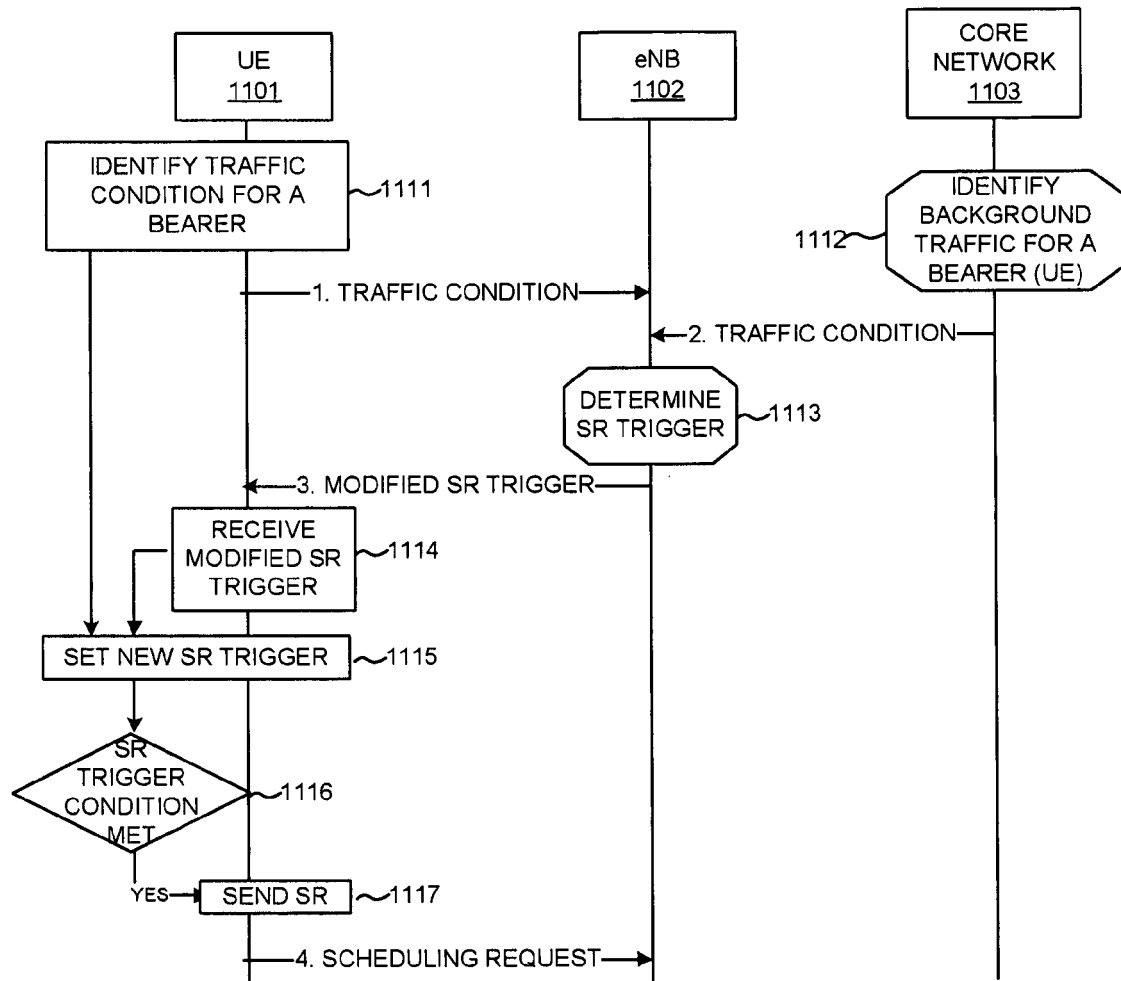 UE
1101
eNB
1102
CORE
NETWORK
1103
IDENTIFY TRAFFIC
CONDITION FOR A
BEARER
1111
IDENTIFY
BACKGROUND
TRAFFIC FOR A
BEARER (UE)
1112
1. TRAFFIC CONDITION
2. TRAFFIC CONDITION
DETERMINE
SR TRIGGER
1113
3. MODIFIED SR TRIGGER
RECEIVE
MODIFIED SR
TRIGGER
1114
SET NEW SR TRIGGER
1115
SR
TRIGGER
CONDITION
MET
1116
YES
SEND SR
1117
4. SCHEDULING REQUEST